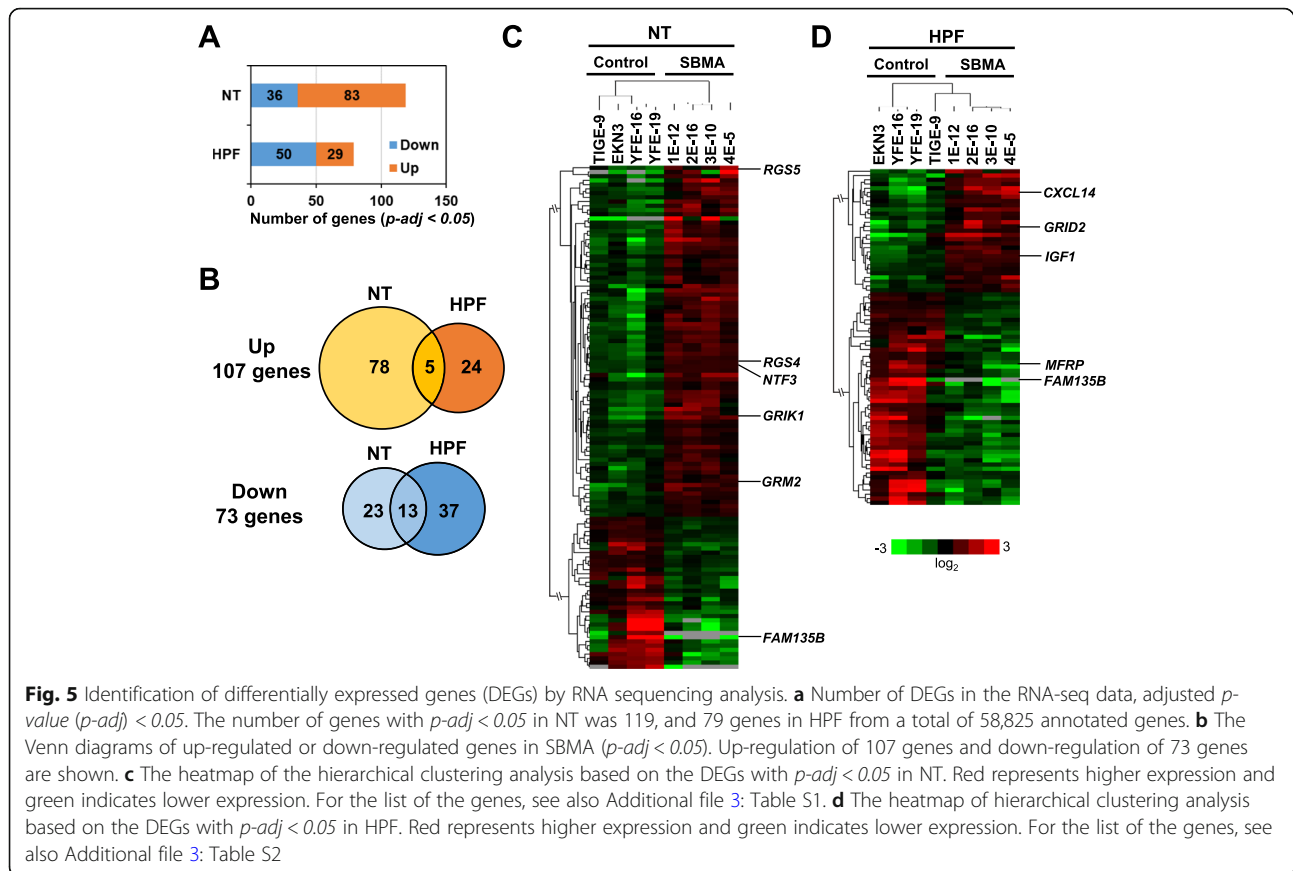 A
NT
36
83
HPF
50
29
Down
Up
0
50
100
150
Number of genes (p-adj < 0.05)
B
NT
HPF
Up
107 genes
78
5
24
NT
HPF
Down
73 genes
23
13
37
C
NT
Control
SBMA
TIGE-9
EKN3
YFE-16
YFE-19
1E-12
2E-16
3E-10
4E-5
RGS5
RGS4
NTF3
GRIK1
GRM2
FAM135B
D
HPF
Control
SBMA
EKN3
YFE-16
YFE-19
TIGE-9
1E-12
2E-16
3E-10
4E-5
CXCL14
GRID2
IGF1
MFRP
FAM135B
-3
3
log2
Fig. 5 Identification of differentially expressed genes (DEGs) by RNA sequencing analysis. a Number of DEGs in the RNA-seq data, adjusted p-
value (p-adj) < 0.05. The number of genes with p-adj < 0.05 in NT was 119, and 79 genes in HPF from a total of 58,825 annotated genes. b The
Venn diagrams of up-regulated or down-regulated genes in SBMA (p-adj < 0.05). Up-regulation of 107 genes and down-regulation of 73 genes
are shown. c The heatmap of the hierarchical clustering analysis based on the DEGs with p-adj < 0.05 in NT. Red represents higher expression and
green indicates lower expression. For the list of the genes, see also Additional file 3: Table S1. d The heatmap of hierarchical clustering analysis
based on the DEGs with p-adj < 0.05 in HPF. Red represents higher expression and green indicates lower expression. For the list of the genes, see
also Additional file 3: Table S2